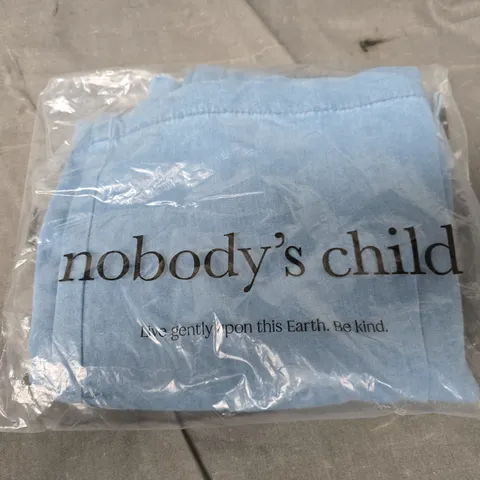 nobody's child
Live gently upon this Earth. Be kind.